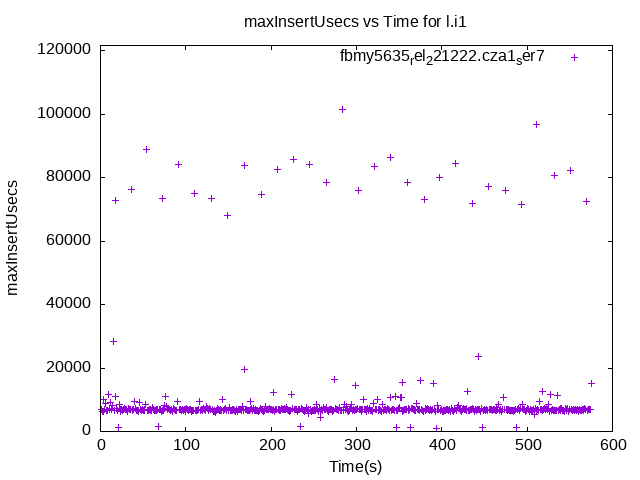 maxInsertUsecs vs Time for l.i1
fbmy5635rel221222.cza1ser7
120000
100000
80000
60000
40000
20000
0
maxInsertUsecs
0 100 200 300 400 500 600
Time(s)